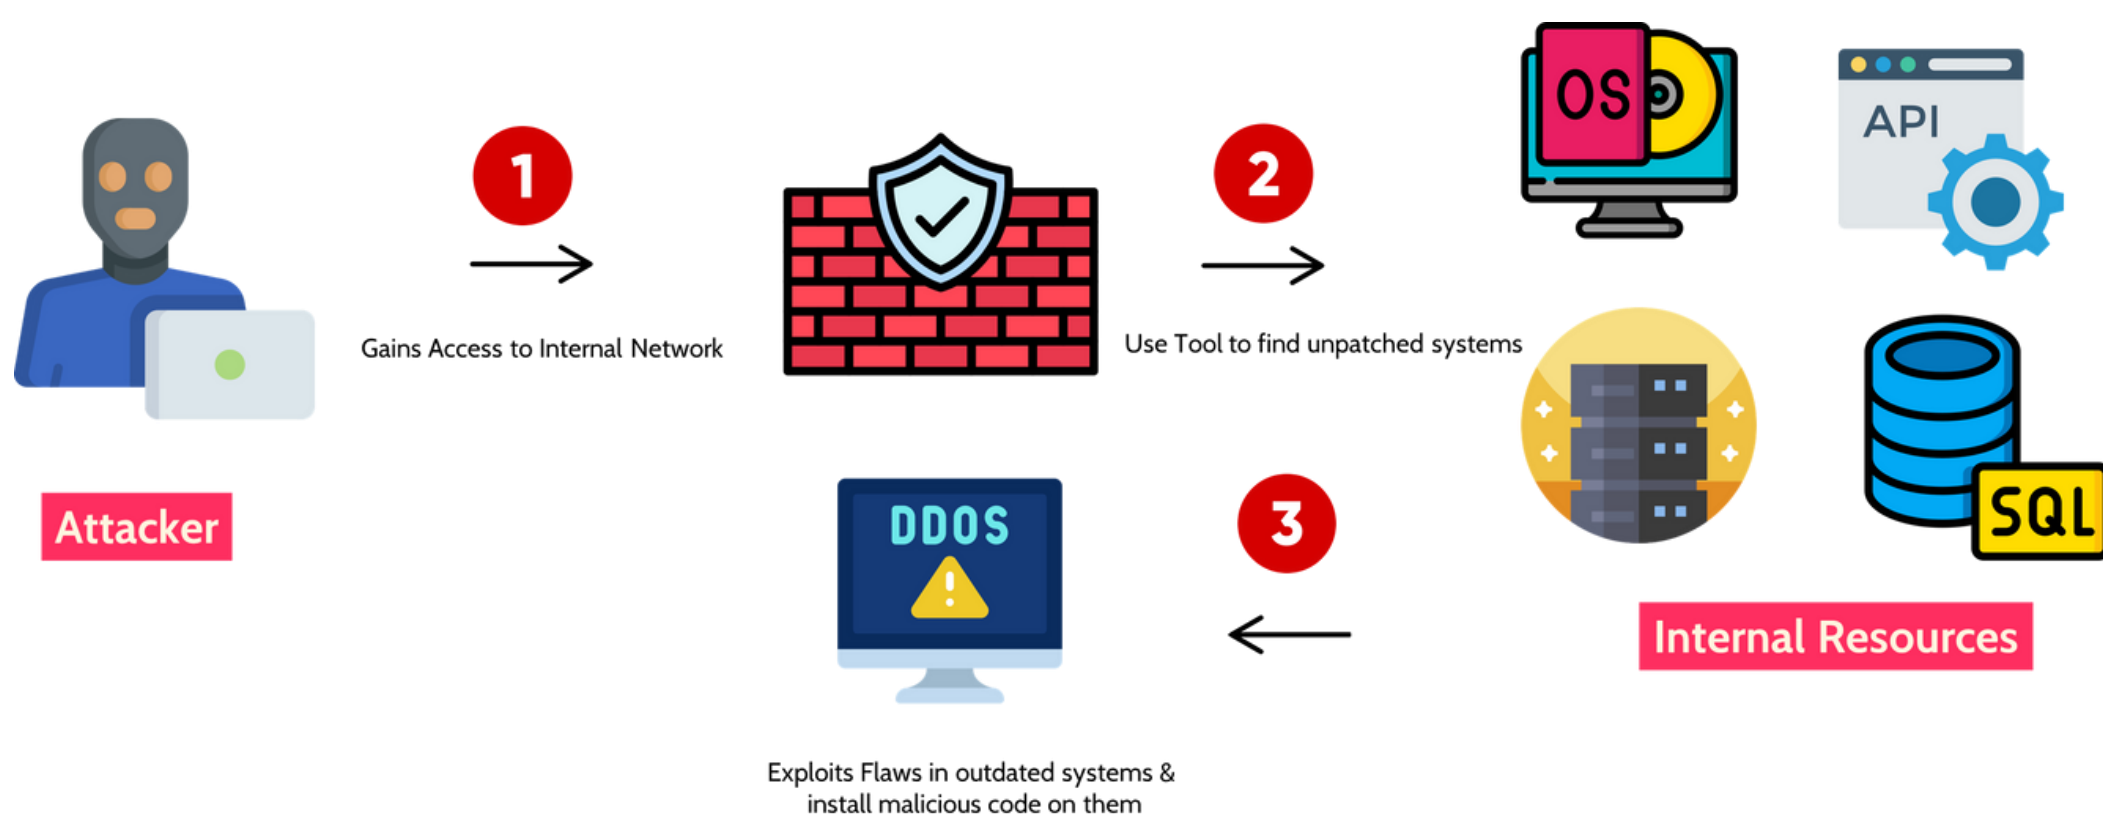 1
Gains Access to Internal Network
2
Use Tool to find unpatched systems
OS
API
SQL
Attacker
Internal Resources
3
DDOS
Exploits Flaws in outdated systems &
install malicious code on them